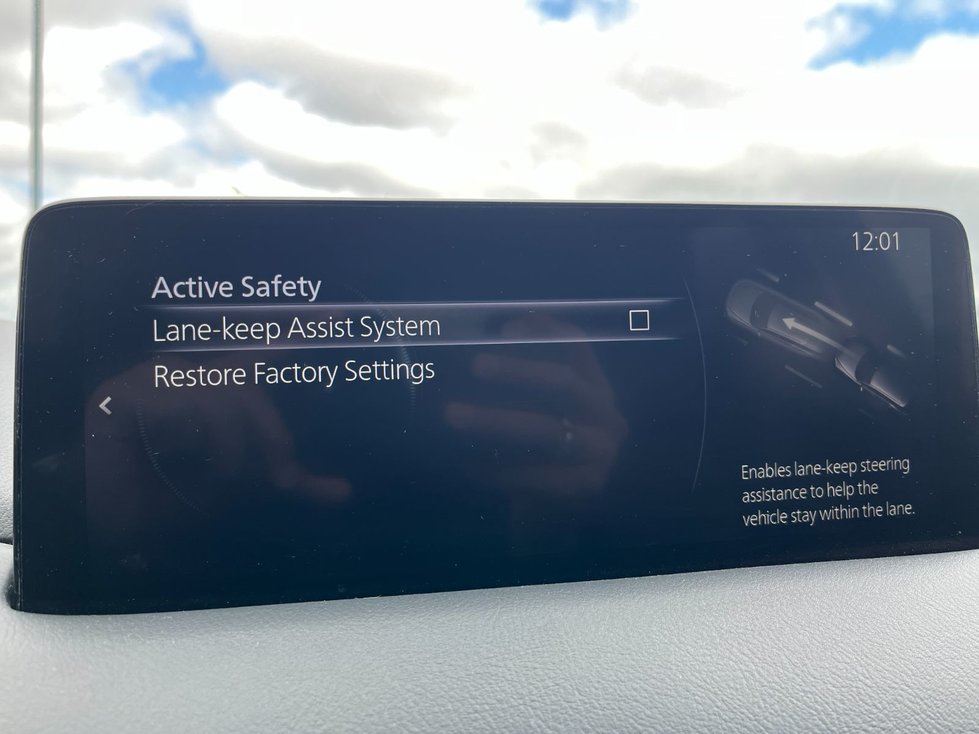 12:01
Active Safety
Lane-keep Assist System
Restore Factory Settings
Enables lane-keep steering
assistance to help the
vehicle stay within the lane.